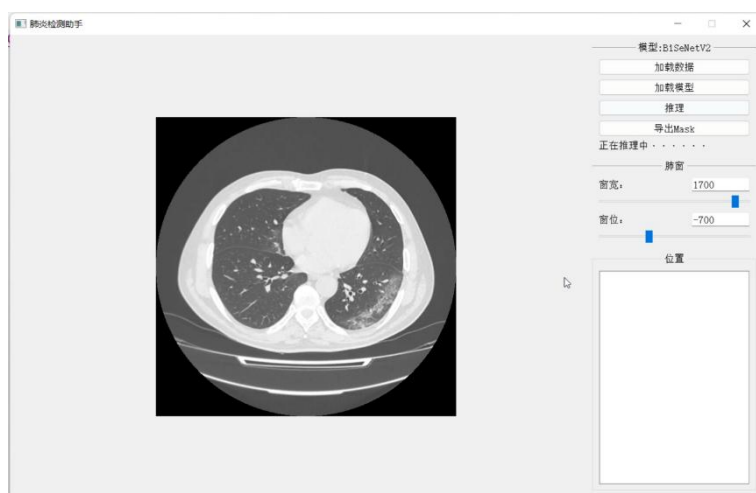 肺炎检测助手
模型:BiSeNetV2
加载数据
加载模型
推理
导出Mask
正在推理中······
肺窗
窗宽: 1700
窗位: -700
位置